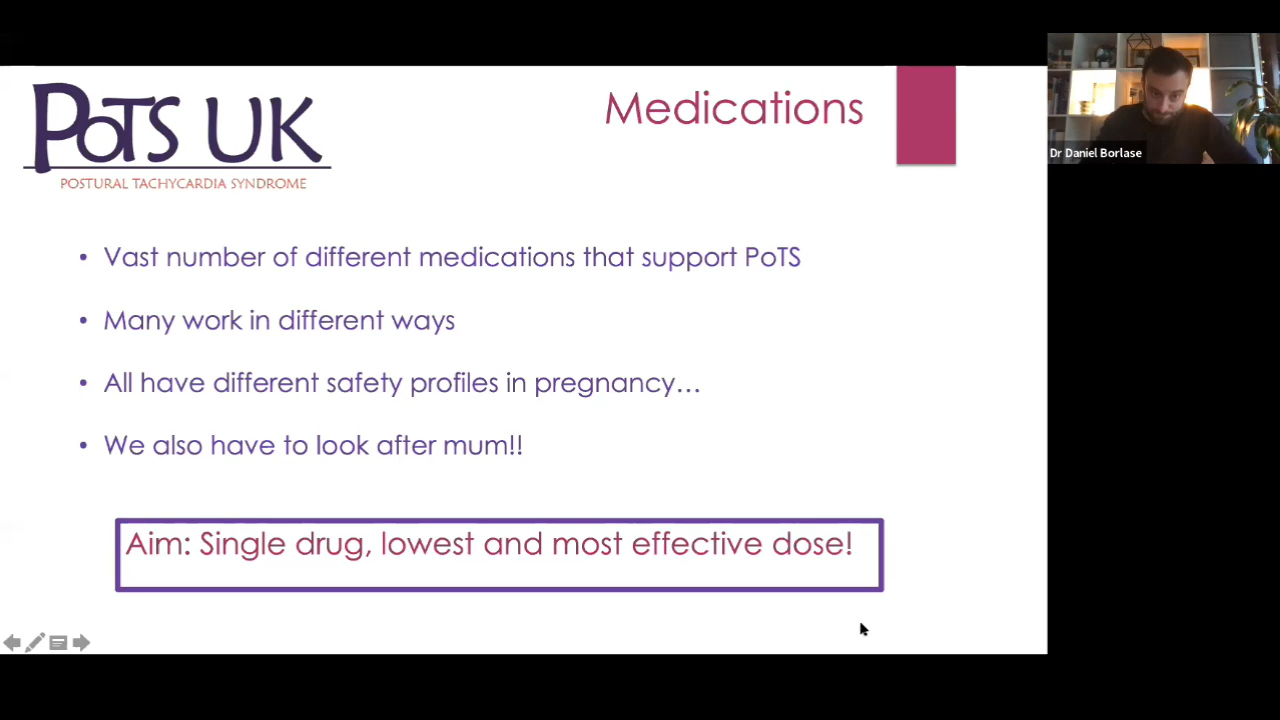 PoTS UK
POSTURAL TACHYCARDIA SYNDROME
Medications
Dr Daniel Borlase
• Vast number of different medications that support PoTS
• Many work in different ways
• All have different safety profiles in pregnancy…
• We also have to look after mum!!
Aim: Single drug, lowest and most effective dose!